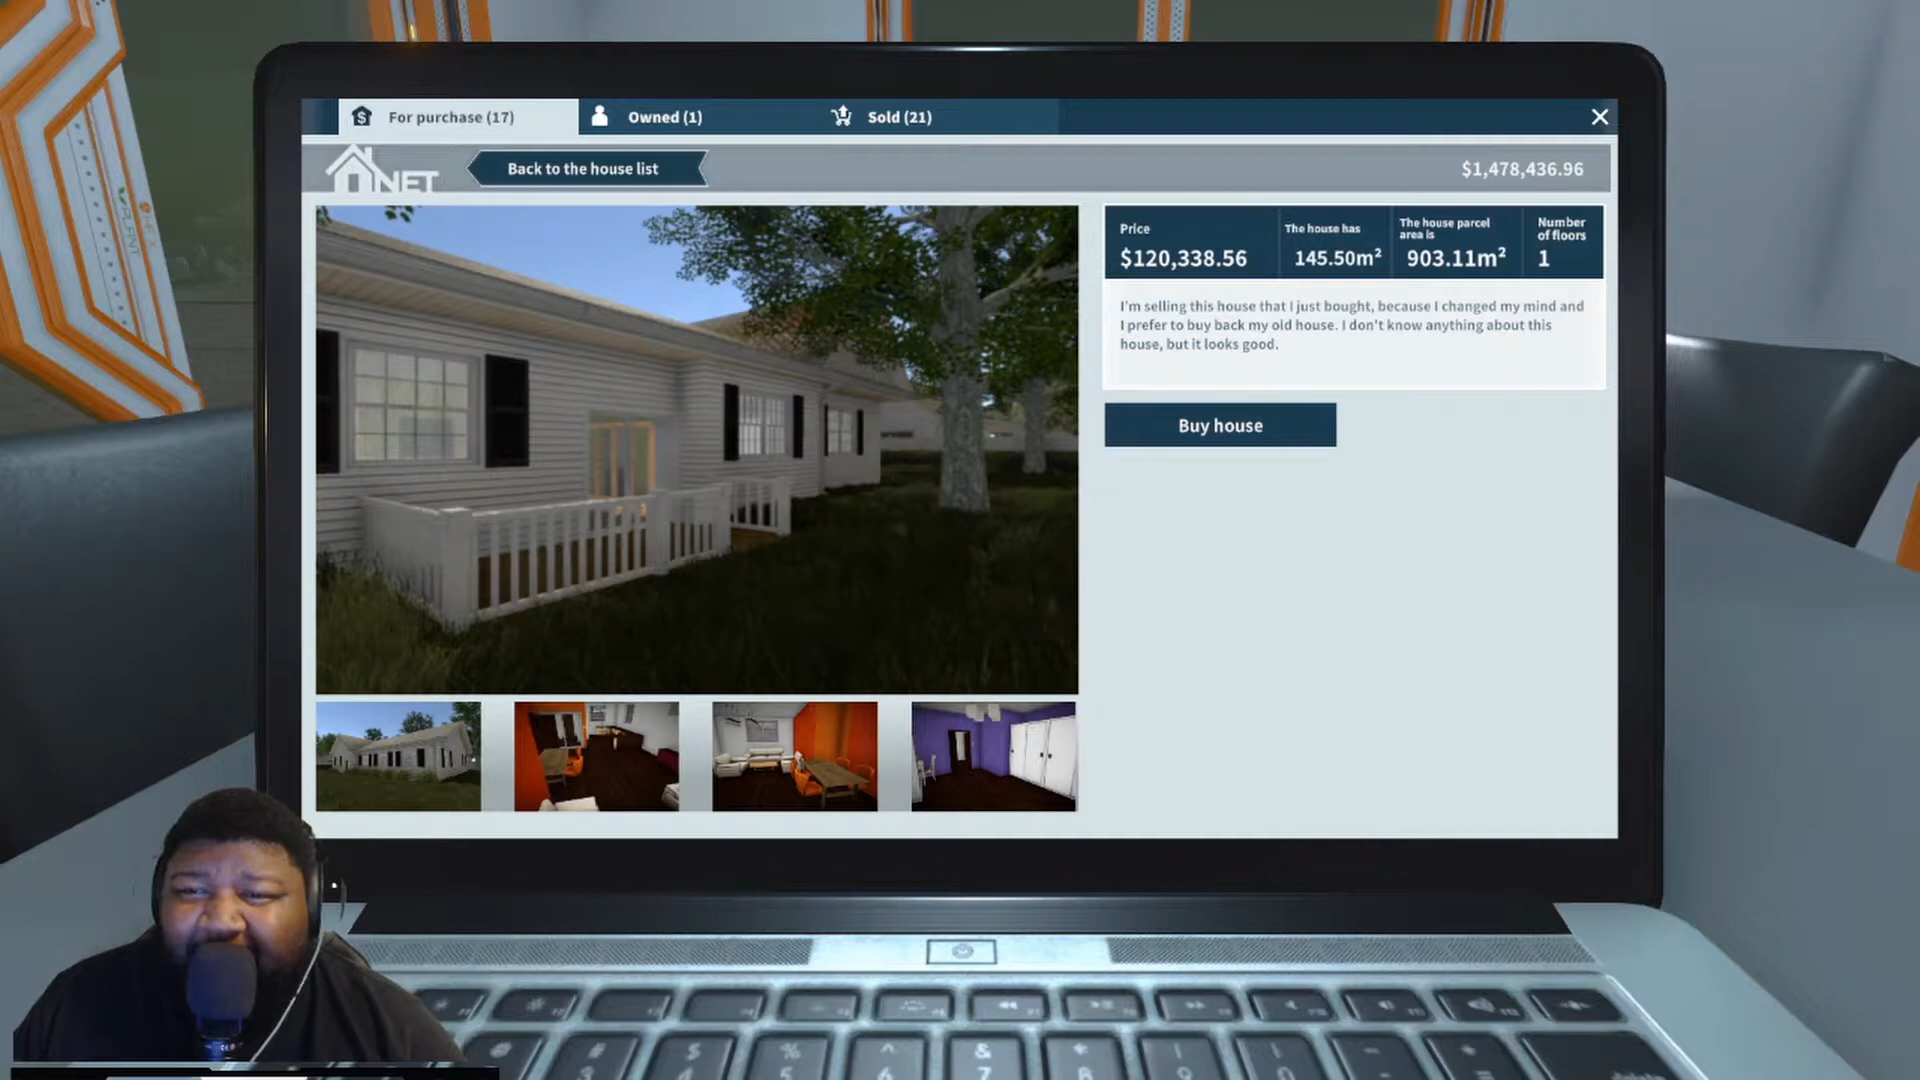 For purchase (17)
Owned (1)
Sold (21)
NET
Back to the house list
$1,478,436.96
Price
$120,338.56
The house has
145.50m²
The house parcel
area is
903.11m²
Number
of floors
1
I'm selling this house that I just bought, because I changed my mind and
I prefer to buy back my old house. I don't know anything about this
house, but it looks good.
Buy house